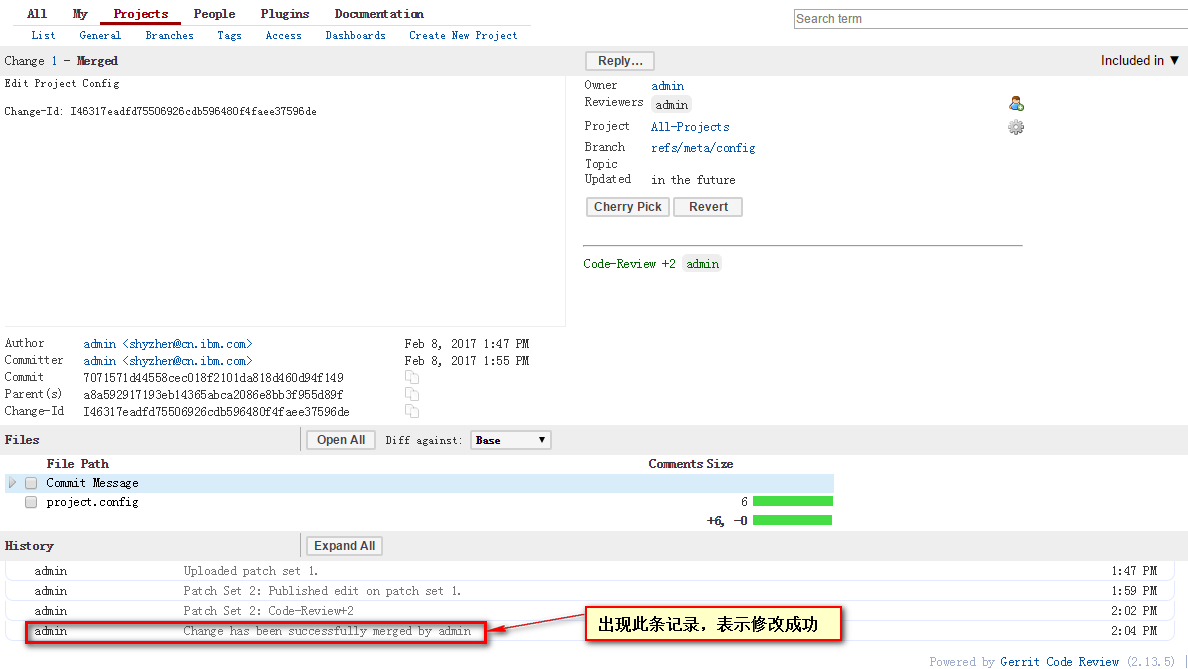 All My Projects People Plugins Documentation
Search term
List General Branches Tags Access Dashboards Create New Project
Change 1 - Merged
Reply...
Included in ▼
Edit Project Config
Change-Id: I46317eadfd75506926cdb596480f4faee37596de
Owner admin
Reviewers admin
Project All-Projects
Branch refs/meta/config
Topic
Updated in the future
Cherry Pick Revert
Code-Review +2 admin
Author admin <shyzhen@cn.ibm.com> Feb 8, 2017 1:47 PM
Committer admin <shyzhen@cn.ibm.com> Feb 8, 2017 1:55 PM
Commit 7071571d44558cec018f2101da818d460d94f149
Parent(s) a8a592917193eb14365abca2086e8bb3f955d89f
Change-Id I46317eadfd75506926cdb596480f4faee37596de
Files Open All Diff against: Base
File Path Comments Size
Commit Message
project.config 6
+6, -0
History Expand All
admin Uploaded patch set 1. 1:47 PM
admin Patch Set 2: Published edit on patch set 1. 1:59 PM
admin Patch Set 2: Code-Review+2 2:02 PM
admin Change has been successfully merged by admin 2:04 PM
出现此条记录，表示修改成功
Powered by Gerrit Code Review (2.13.5)